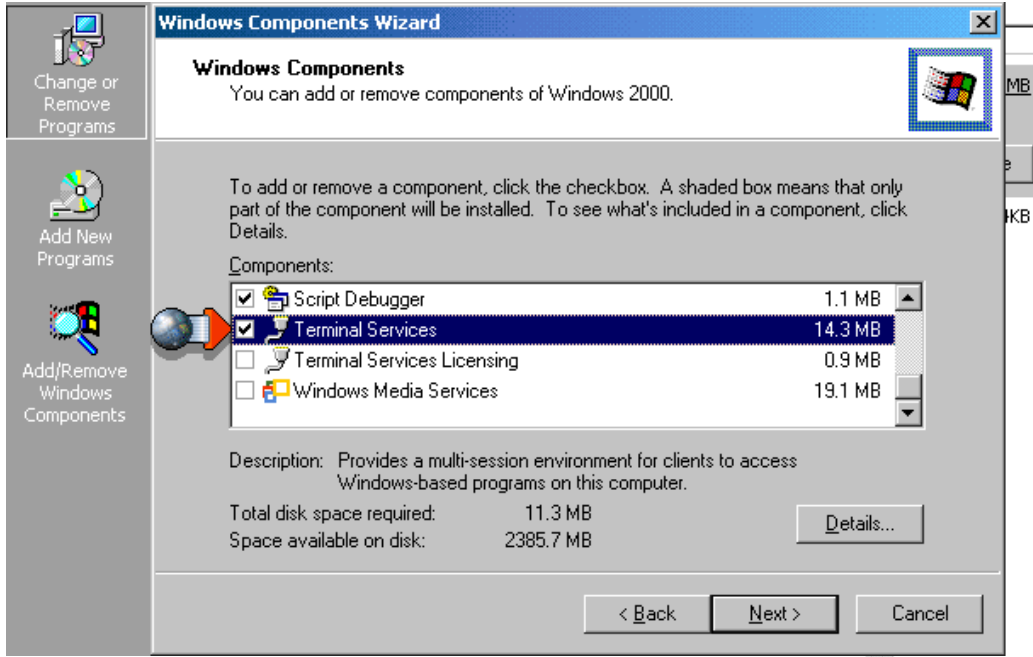 Windows Components Wizard
Change or
Remove
Programs
Add New
Programs
Add/Remove
Windows
Components
Windows Components
You can add or remove components of Windows 2000.
To add or remove a component, click the checkbox.  A shaded box means that only
part of the component will be installed.  To see what's included in a component, click
Details.
Components:
Script Debugger 1.1 MB
Terminal Services 14.3 MB
Terminal Services Licensing 0.9 MB
Windows Media Services 19.1 MB
Description: Provides a multi-session environment for clients to access
Windows-based programs on this computer.
Total disk space required: 11.3 MB
Space available on disk: 2385.7 MB
Details...
< Back
Next >
Cancel
MB